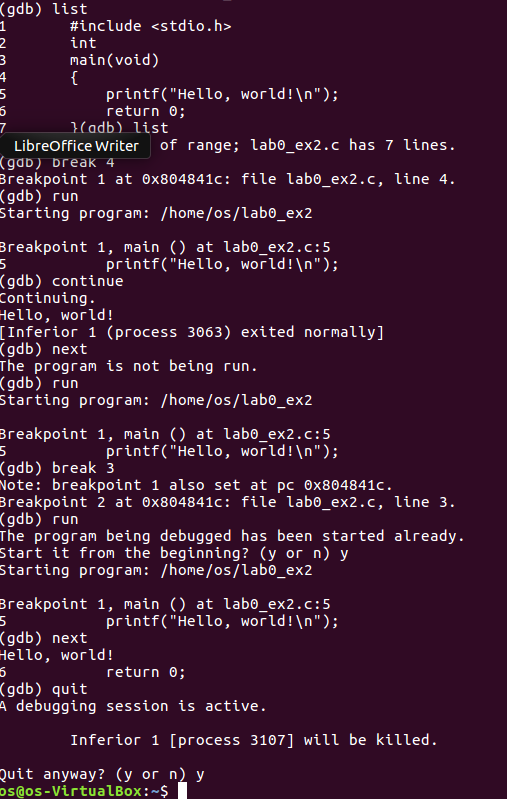 (gdb) list
1 #include <stdio.h>
2 int
3 main(void)
4 {
5 printf("Hello, world!\n");
6 return 0;
7 }(gdb) list
LibreOffice Writer of range; lab0_ex2.c has 7 lines.
(gdb) break 4
Breakpoint 1 at 0x804841c: file lab0_ex2.c, line 4.
(gdb) run
Starting program: /home/os/lab0_ex2
Breakpoint 1, main () at lab0_ex2.c:5
5 printf("Hello, world!\n");
(gdb) continue
Continuing.
Hello, world!
[Inferior 1 (process 3063) exited normally]
(gdb) next
The program is not being run.
(gdb) run
Starting program: /home/os/lab0_ex2
Breakpoint 1, main () at lab0_ex2.c:5
5 printf("Hello, world!\n");
(gdb) break 3
Note: breakpoint 1 also set at pc 0x804841c.
Breakpoint 2 at 0x804841c: file lab0_ex2.c, line 3.
(gdb) run
The program being debugged has been started already.
Start it from the beginning? (y or n) y
Starting program: /home/os/lab0_ex2
Breakpoint 1, main () at lab0_ex2.c:5
5 printf("Hello, world!\n");
(gdb) next
Hello, world!
6 return 0;
(gdb) quit
A debugging session is active.
Inferior 1 [process 3107] will be killed.
Quit anyway? (y or n) y
os@os-VirtualBox:~$